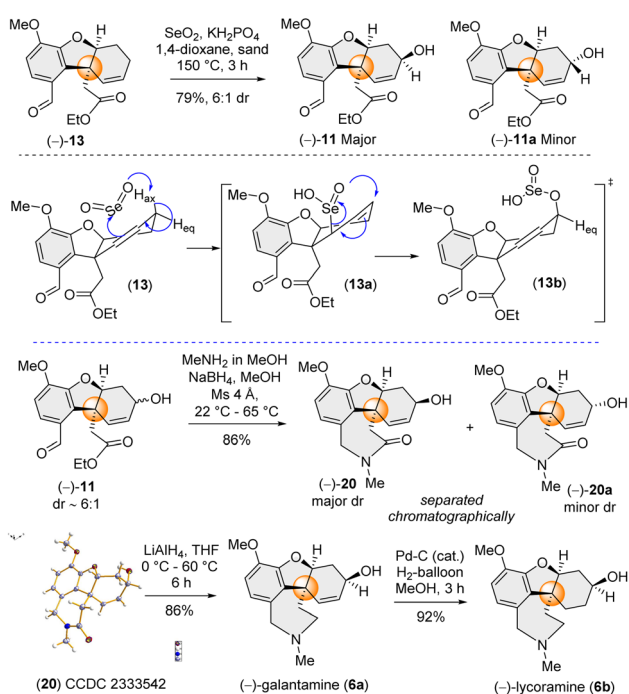 MeO
O
H
O
OEtO
(−)-13
SeO2, KH2PO4
1,4-dioxane, sand
150 °C, 3 h
79%, 6:1 dr
MeO
O
H
OH
H
O
O
EtO
(−)-11 Major
MeO
O
H
OH
H
O
O
EtO
(−)-11a Minor
O
Se
O
Hax
Heq
MeO
O
O
O
OEt
(13)
HO
O
Se
MeO
O
O
O
OEt
(13a)
O
Se
HO
O
Heq
MeO
O
O
O
OEt
(13b)
‡
MeO
O
H
OH
O
O
EtO
(−)-11
dr ~ 6:1
MeNH2 in MeOH
NaBH4, MeOH
Ms 4 Å,
22 °C - 65 °C
86%
MeO
O
H
OH
O
N
Me
(−)-20
major dr
+
separated
chromatographically
MeO
O
H
OH
O
N
Me
(−)-20a
minor dr
(20) CCDC 2333542
LiAlH4, THF
0 °C - 60 °C
6 h
86%
MeO
O
H
OH
H
N
Me
(−)-galantamine (6a)
Pd-C (cat.)
H2-balloon
MeOH, 3 h
92%
MeO
O
H
OH
H
N
Me
(−)-lycoramine (6b)